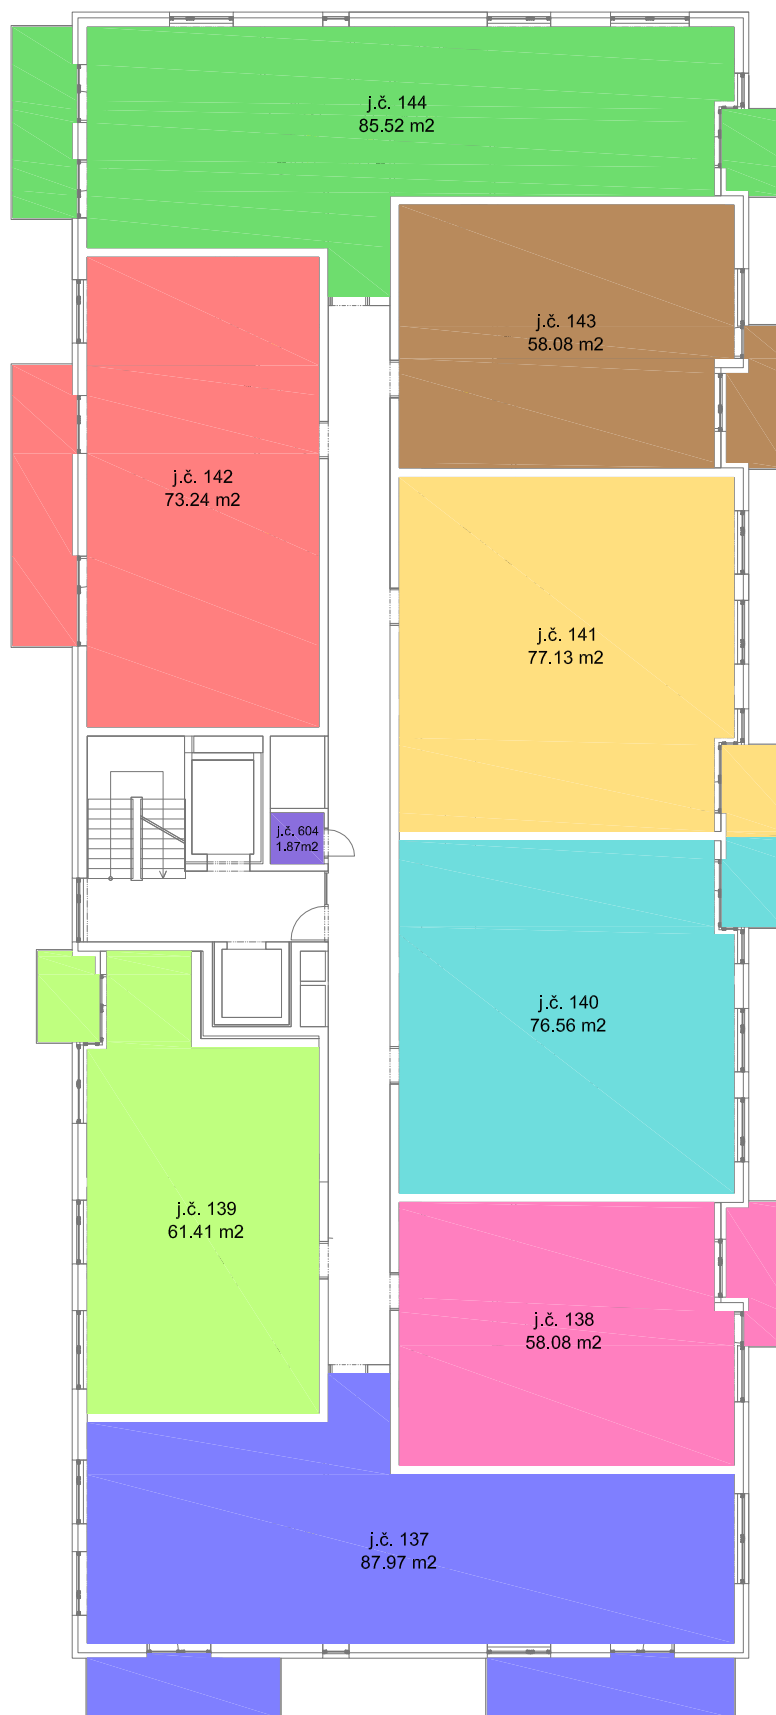 j.č. 144
85.52 m2
j.č. 143
58.08 m2
j.č. 142
73.24 m2
j.č. 141
77.13 m2
j.č. 604
1.87m2
j.č. 140
76.56 m2
j.č. 139
61.41 m2
j.č. 138
58.08 m2
j.č. 137
87.97 m2